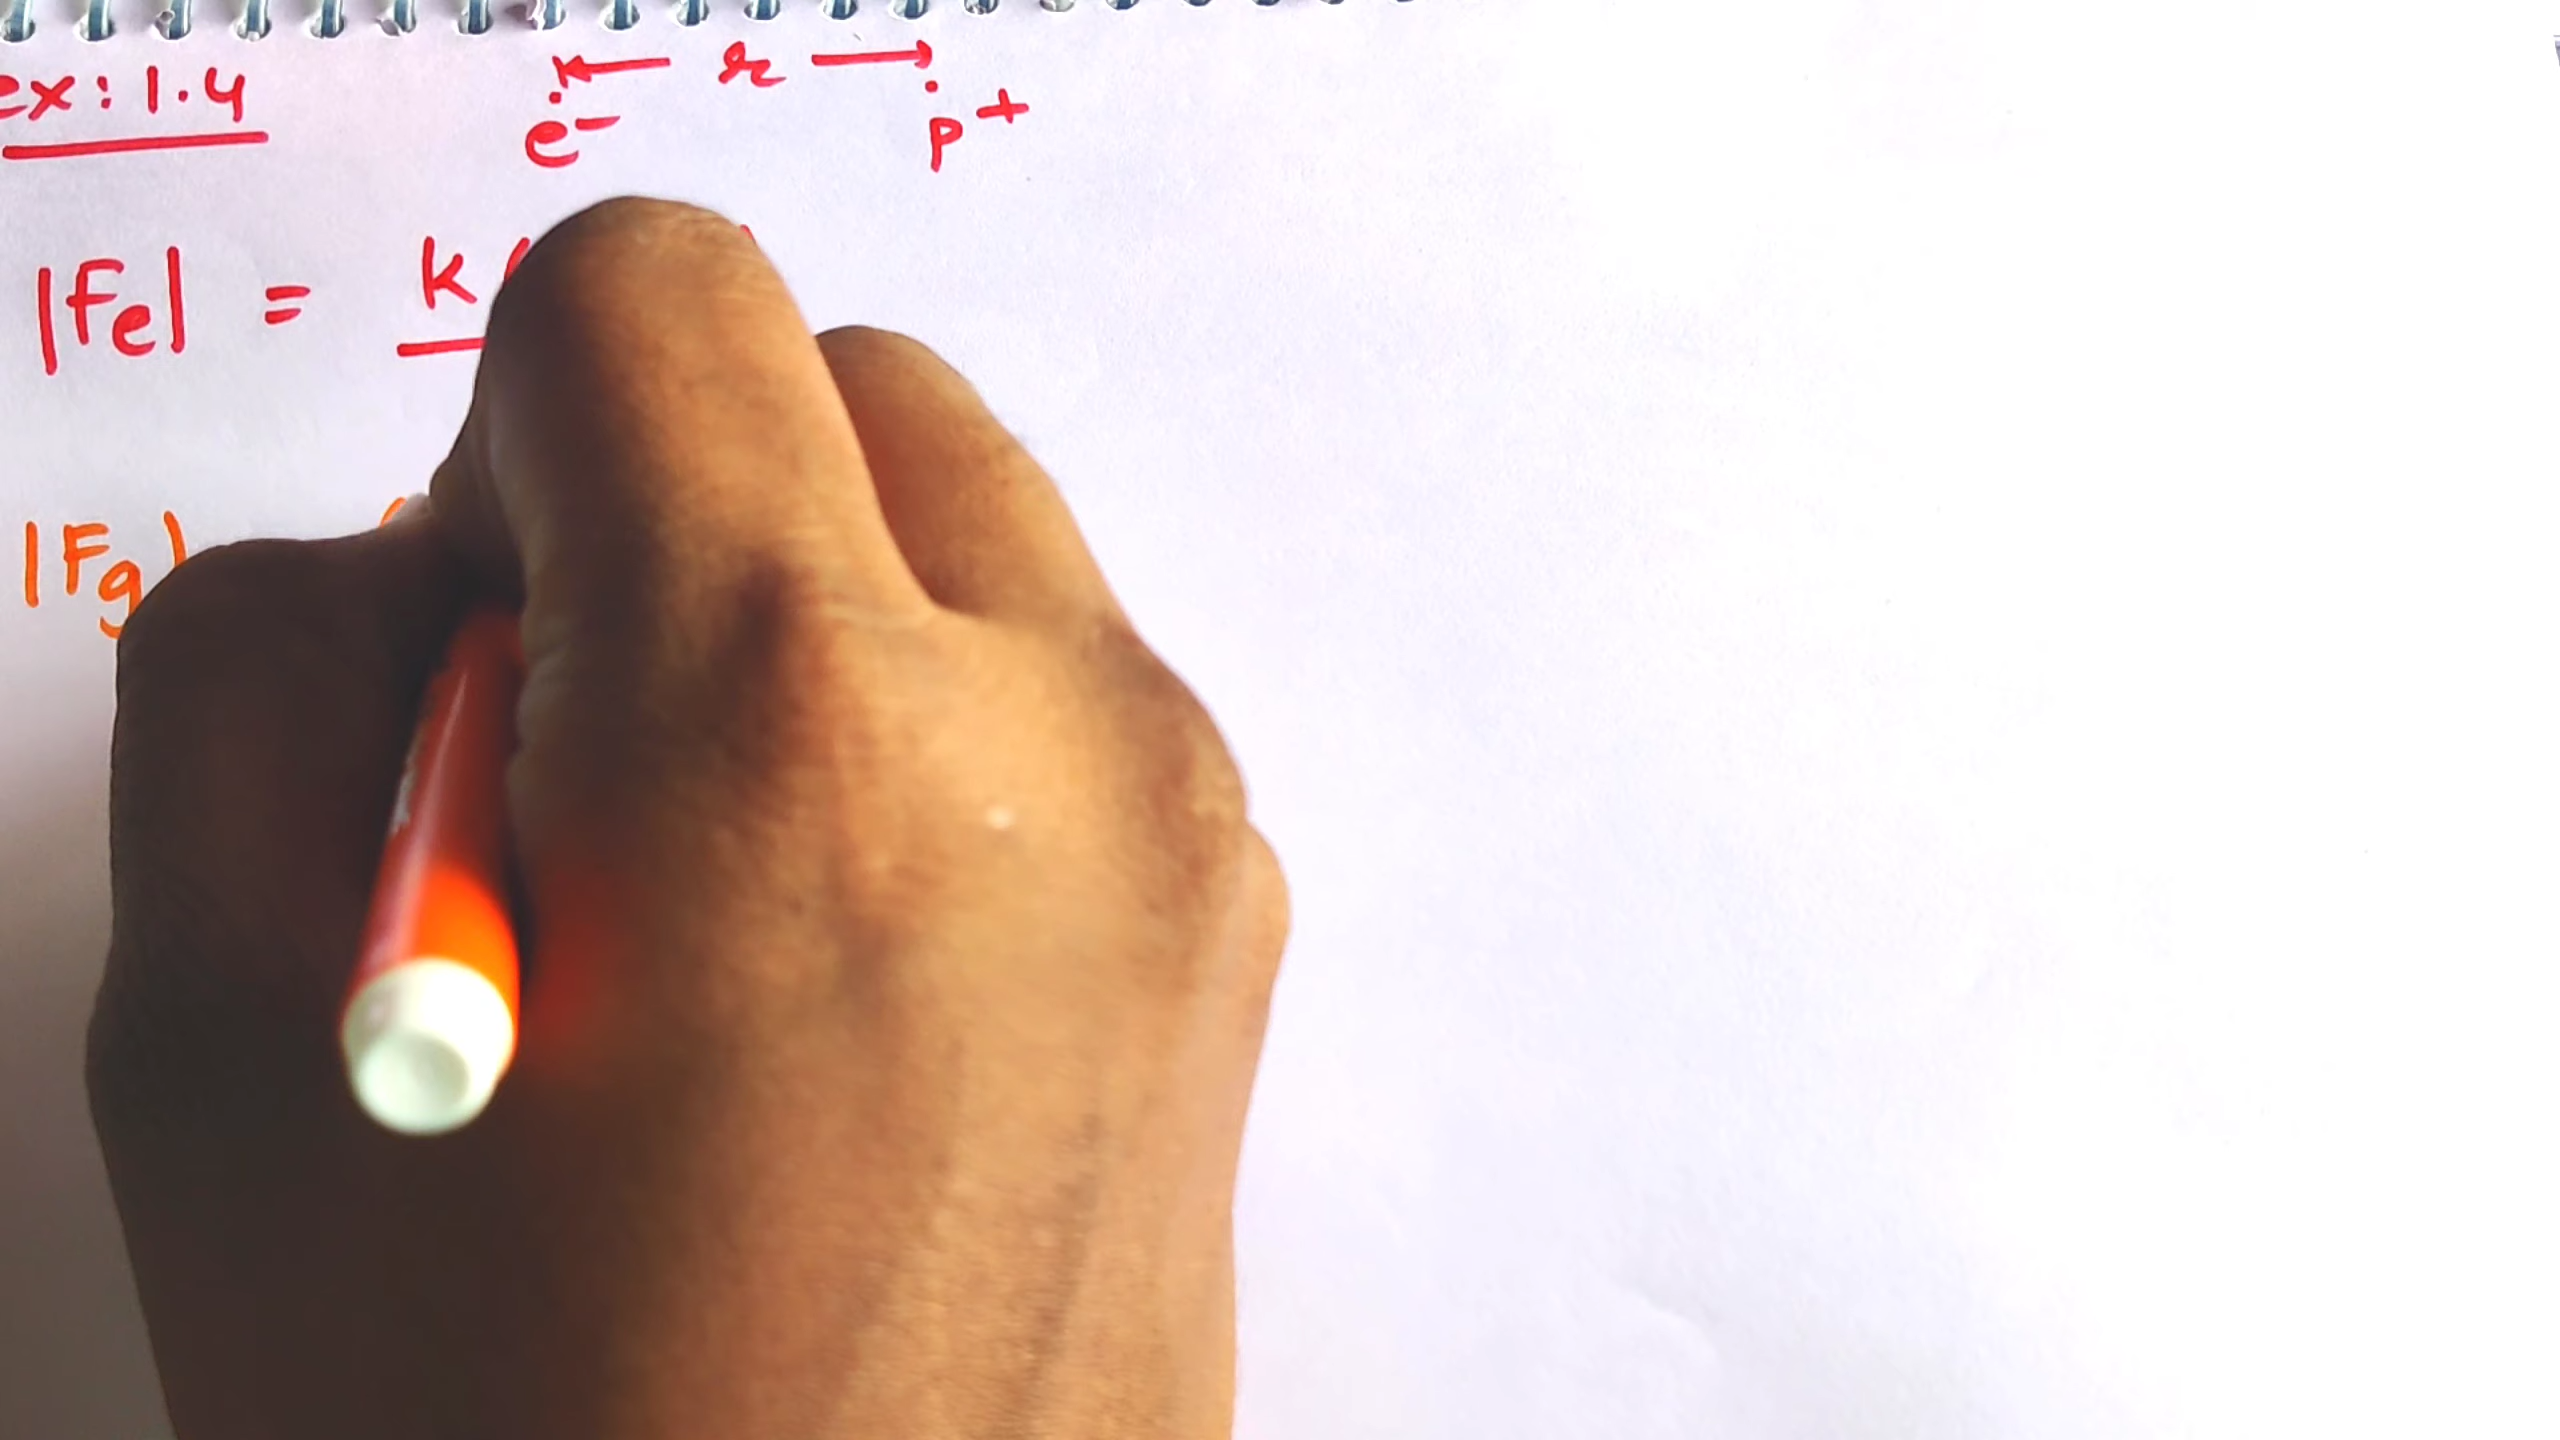 ex: 1.4
r
e⁻ p⁺
|Fe| = k(
|Fg|